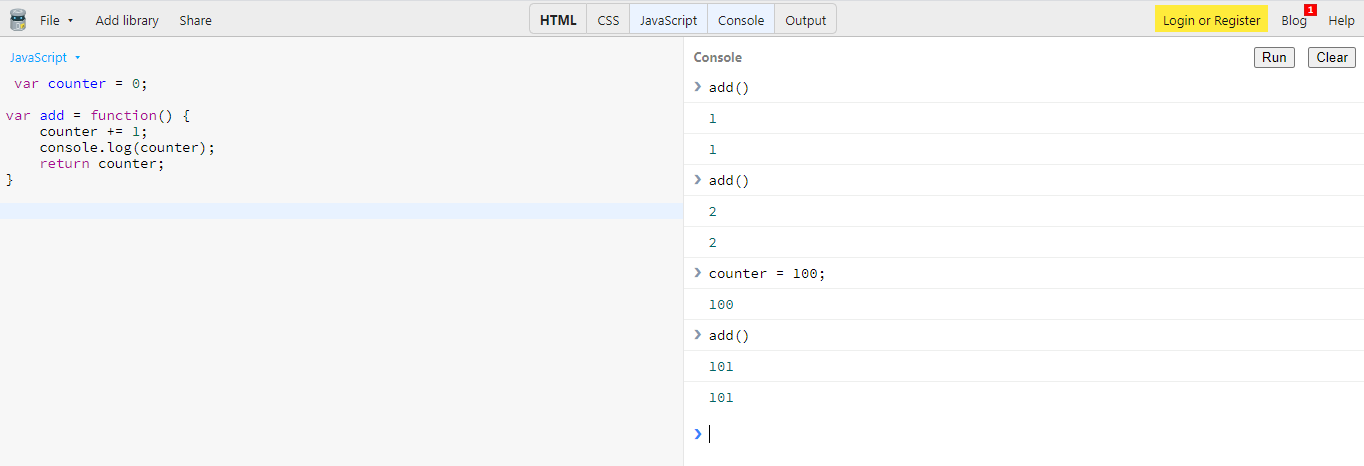 File Add library Share HTML CSS JavaScript Console Output Login or Register Blog 1 Help
JavaScript
var counter = 0;
var add = function() {
counter += 1;
console.log(counter);
return counter;
}
Console Run Clear
add()
1
1
add()
2
2
counter = 100;
100
add()
101
101